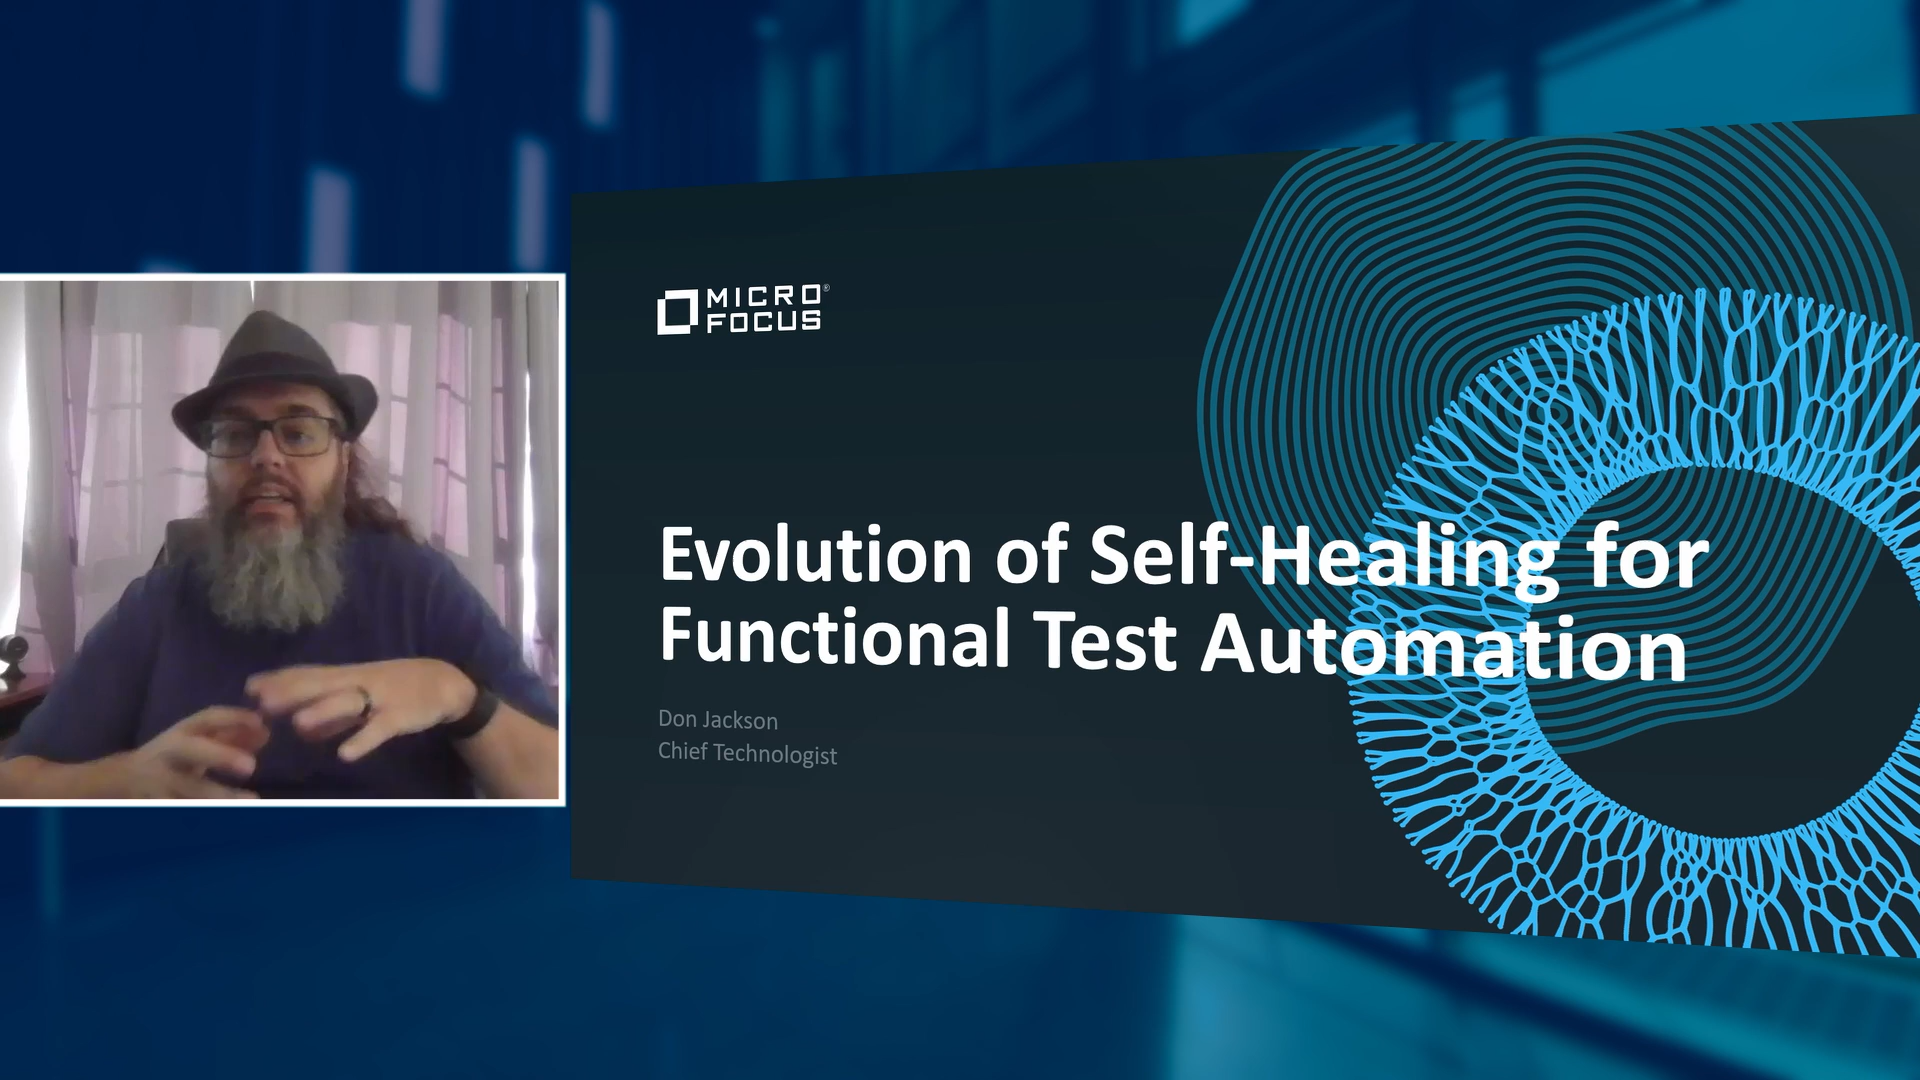 MICRO
FOCUS®
Evolution of Self-Healing for
Functional Test Automation
Don Jackson
Chief Technologist